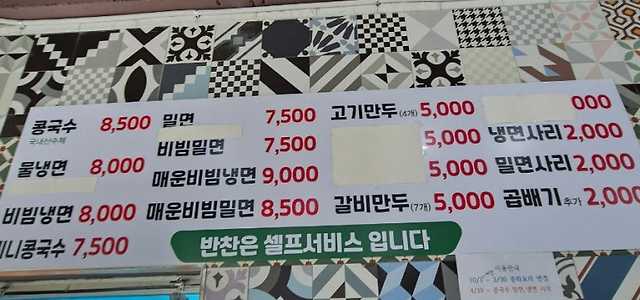 콩국수 8,500
국내산수제
물냉면 8,000
비빔냉면 8,000
미니콩국수 7,500
밀면 7,500
비빔밀면 7,500
매운비빔냉면 9,000
매운비빔밀면 8,500
고기만두(4개) 5,000
5,000
5,000
갈비만두(7개) 5,000
000
냉면사리 2,000
밀면사리 2,000
곱배기추가 2,000
반찬은 셀프서비스 입니다